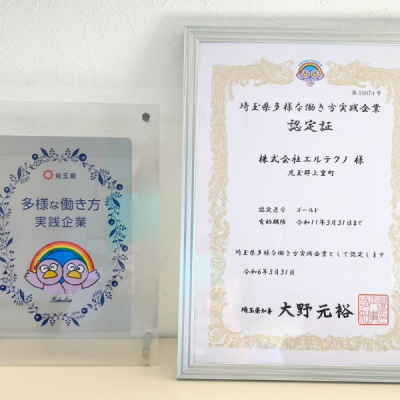 埼玉県
多様な働き方
実践企業
第S3074号
埼玉県多様な働き方実践企業
認定証
株式会社エルテクノ 様
児玉郡上里町
認定区分 ゴールド
有効期限 令和11年3月31日まで
埼玉県多様な働き方実践企業として認定します
令和6年3月31日
埼玉県知事 大野元裕